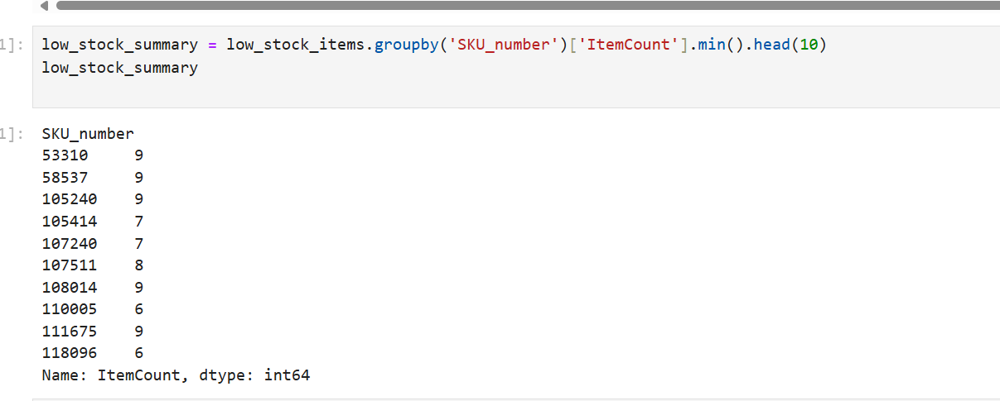 1]: low_stock_summary = low_stock_items.groupby('SKU_number')['ItemCount'].min().head(10)
low_stock_summary
1]: SKU_number
53310 9
58537 9
105240 9
105414 7
107240 7
107511 8
108014 9
110005 6
111675 9
118096 6
Name: ItemCount, dtype: int64